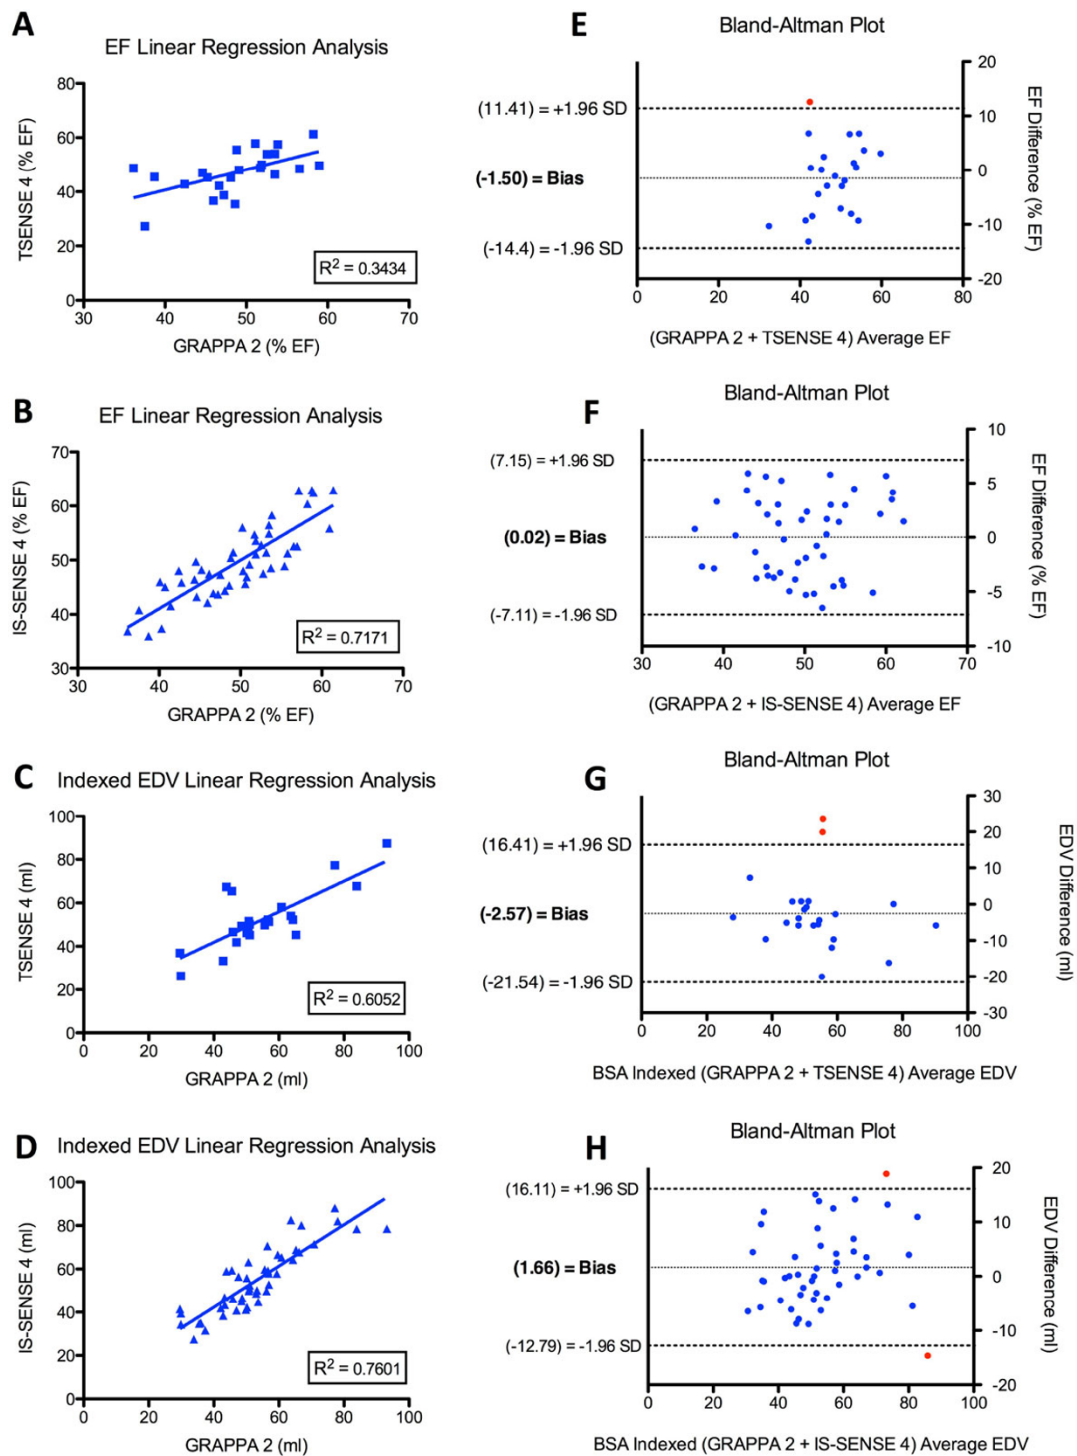 A
EF Linear Regression Analysis
80
60
40
20
0
TSENSE 4 (% EF)
R² = 0.3434
30 40 50 60 70
GRAPPA 2 (% EF)
E
Bland-Altman Plot
(11.41) = +1.96 SD
(-1.50) = Bias
(-14.4) = -1.96 SD
20
10
0
-10
-20
EF Difference (% EF)
0 20 40 60 80
(GRAPPA 2 + TSENSE 4) Average EF
B
EF Linear Regression Analysis
70
60
50
40
30
IS-SENSE 4 (% EF)
R² = 0.7171
30 40 50 60 70
GRAPPA 2 (% EF)
F
Bland-Altman Plot
(7.15) = +1.96 SD
(0.02) = Bias
(-7.11) = -1.96 SD
10
5
0
-5
-10
EF Difference (% EF)
30 40 50 60 70
(GRAPPA 2 + IS-SENSE 4) Average EF
C
Indexed EDV Linear Regression Analysis
100
80
60
40
20
0
TSENSE 4 (ml)
R² = 0.6052
0 20 40 60 80 100
GRAPPA 2 (ml)
G
Bland-Altman Plot
(16.41) = +1.96 SD
(-2.57) = Bias
(-21.54) = -1.96 SD
30
20
10
0
-10
-20
-30
EDV Difference (ml)
0 20 40 60 80 100
BSA Indexed (GRAPPA 2 + TSENSE 4) Average EDV
D
Indexed EDV Linear Regression Analysis
100
80
60
40
20
0
IS-SENSE 4 (ml)
R² = 0.7601
0 20 40 60 80 100
GRAPPA 2 (ml)
H
Bland-Altman Plot
(16.11) = +1.96 SD
(1.66) = Bias
(-12.79) = -1.96 SD
20
10
0
-10
-20
EDV Difference (ml)
0 20 40 60 80 100
BSA Indexed (GRAPPA 2 + IS-SENSE 4) Average EDV